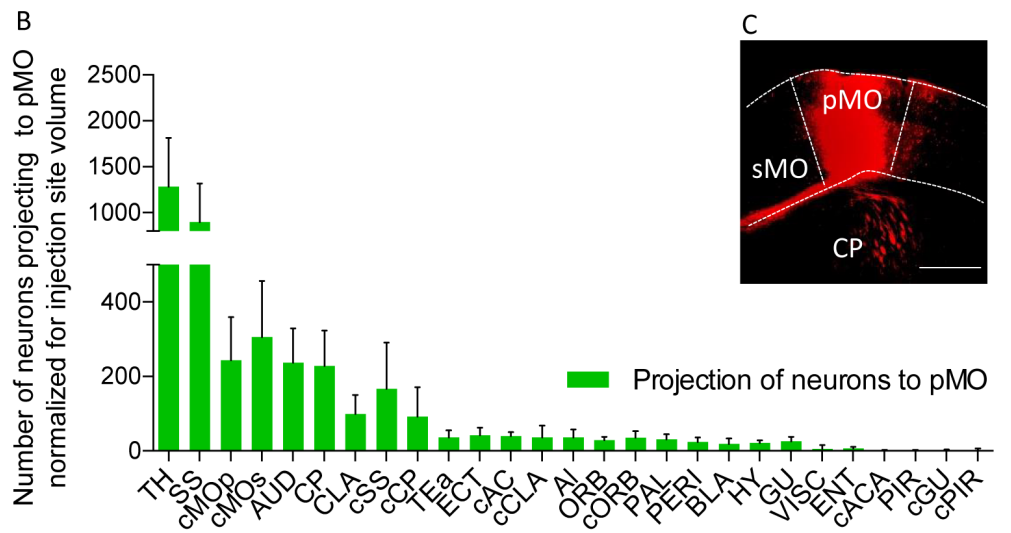 B
Number of neurons projecting to pMO
normalized for injection site volume
2500
2000
1500
1000
400
200
0
TH
SS
cMOp
cMOs
AUD
CP
CLA
cSS
cCP
TEa
ECT
cAC
cCLA
AI
ORB
cORB
PAL
PERI
BLA
HY
GU
VISC
ENT
cACA
PIR
cGU
cPIR
Projection of neurons to pMO
C
pMO
sMO
CP